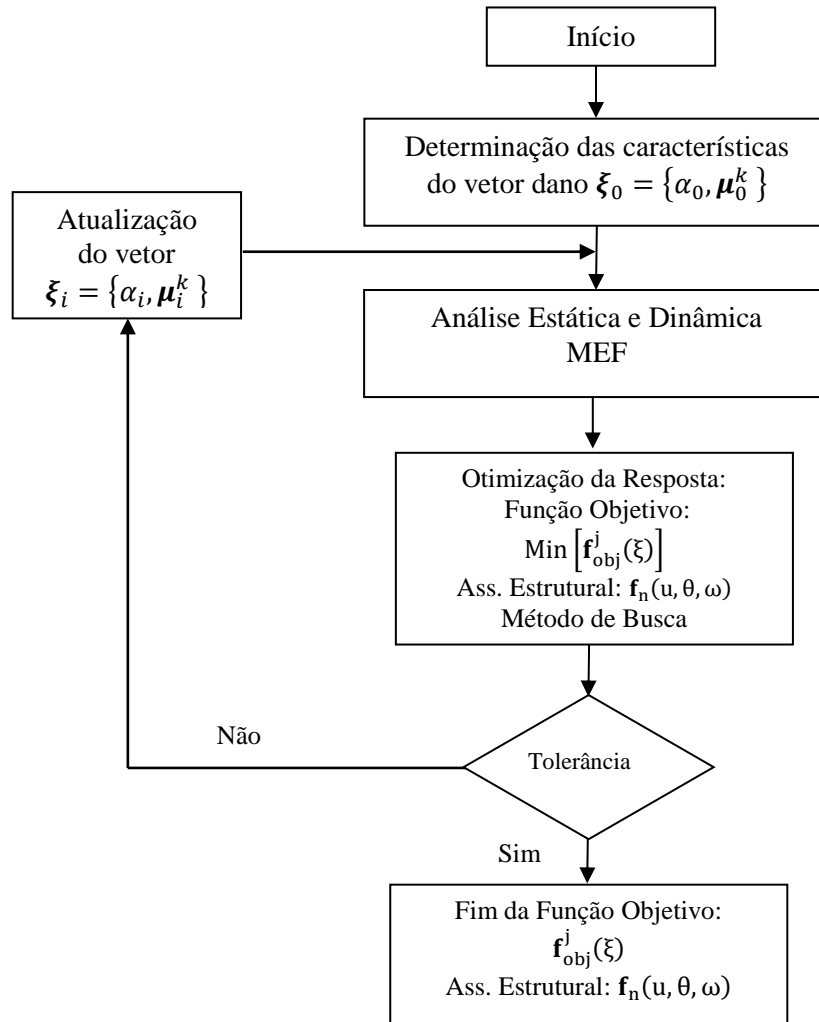 Início
Determinação das características
do vetor dano 𝝃₀ = {α₀, 𝝁₀ᵏ}
Atualização
do vetor
𝝃ᵢ = {αᵢ, 𝝁ᵢᵏ}
Análise Estática e Dinâmica
MEF
Otimização da Resposta:
Função Objetivo:
Min [𝐟ʲ_obj(ξ)]
Ass. Estrutural: 𝐟ₙ(u, θ, ω)
Método de Busca
Não
Tolerância
Sim
Fim da Função Objetivo:
𝐟ʲ_obj(ξ)
Ass. Estrutural: 𝐟ₙ(u, θ, ω)